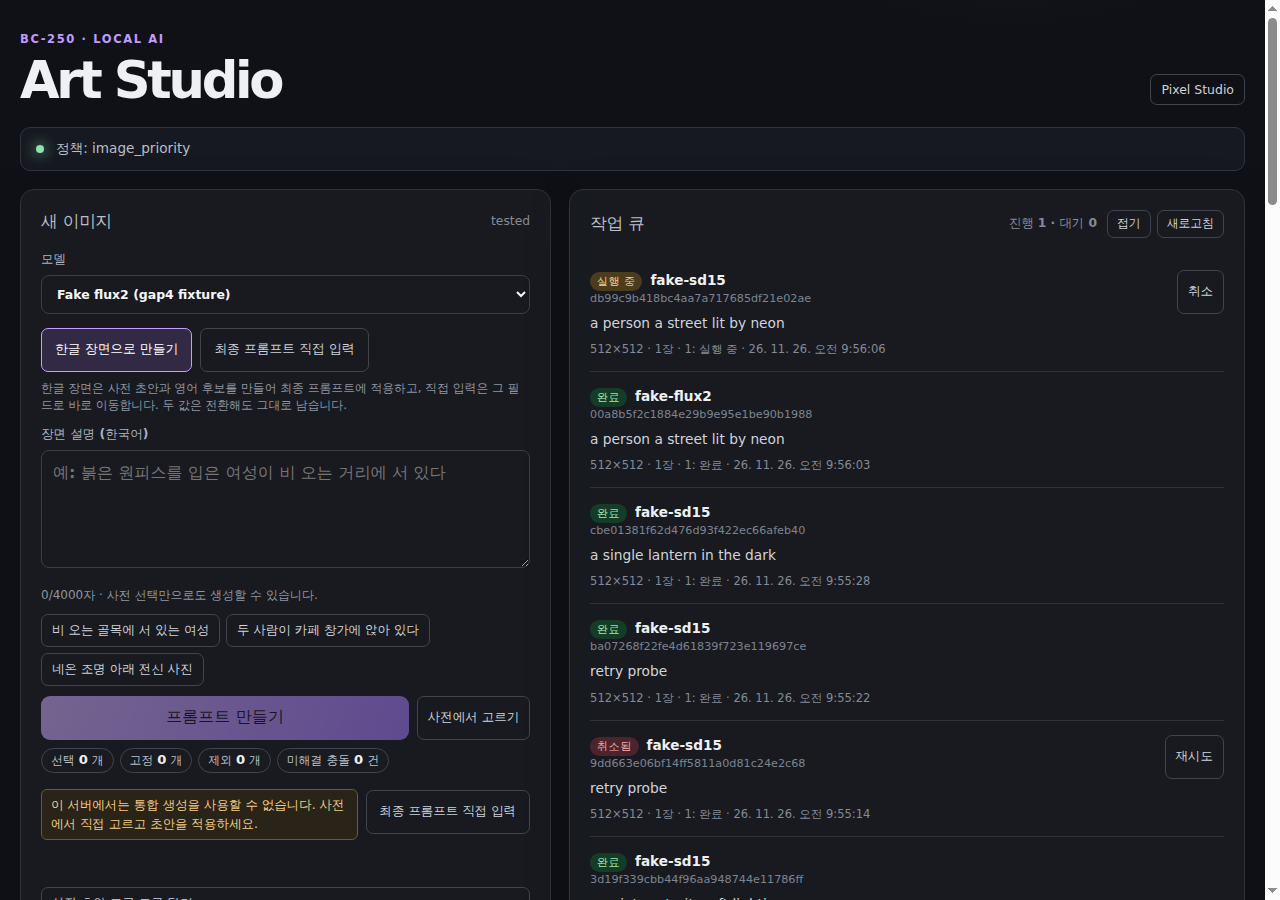 BC-250 · LOCAL AI
Art Studio
Pixel Studio
정책: image_priority
새 이미지
tested
모델
Fake flux2 (gap4 fixture)
한글 장면으로 만들기
최종 프롬프트 직접 입력
한글 장면은 사전 초안과 영어 후보를 만들어 최종 프롬프트에 적용하고, 직접 입력은 그 필
드로 바로 이동합니다. 두 값은 전환해도 그대로 남습니다.
장면 설명 (한국어)
예: 붉은 원피스를 입은 여성이 비 오는 거리에 서 있다
0/4000자 · 사전 선택만으로도 생성할 수 있습니다.
비 오는 골목에 서 있는 여성
두 사람이 카페 창가에 앉아 있다
네온 조명 아래 전신 사진
프롬프트 만들기
사전에서 고르기
선택 0 개
고정 0 개
제외 0 개
미해결 충돌 0 건
이 서버에서는 통합 생성을 사용할 수 없습니다. 사전
에서 직접 고르고 초안을 적용하세요.
최종 프롬프트 직접 입력
작업 큐
진행 1 · 대기 0
접기
새로고침
실행 중 fake-sd15
db99c9b418bc4aa7a717685df21e02ae
a person a street lit by neon
512×512 · 1장 · 1: 실행 중 · 26. 11. 26. 오전 9:56:06
취소
완료 fake-flux2
00a8b5f2c1884e29b9e95e1be90b1988
a person a street lit by neon
512×512 · 1장 · 1: 완료 · 26. 11. 26. 오전 9:56:03
완료 fake-sd15
cbe01381f62d476d93f422ec66afeb40
a single lantern in the dark
512×512 · 1장 · 1: 완료 · 26. 11. 26. 오전 9:55:28
완료 fake-sd15
ba07268f22fe4d61839f723e119697ce
retry probe
512×512 · 1장 · 1: 완료 · 26. 11. 26. 오전 9:55:22
취소됨 fake-sd15
9dd663e06bf14ff5811a0d81c24e2c68
retry probe
512×512 · 1장 · 1: 완료 · 26. 11. 26. 오전 9:55:14
재시도
완료 fake-sd15
3d19f339cbb44f96aa948744e11786ff